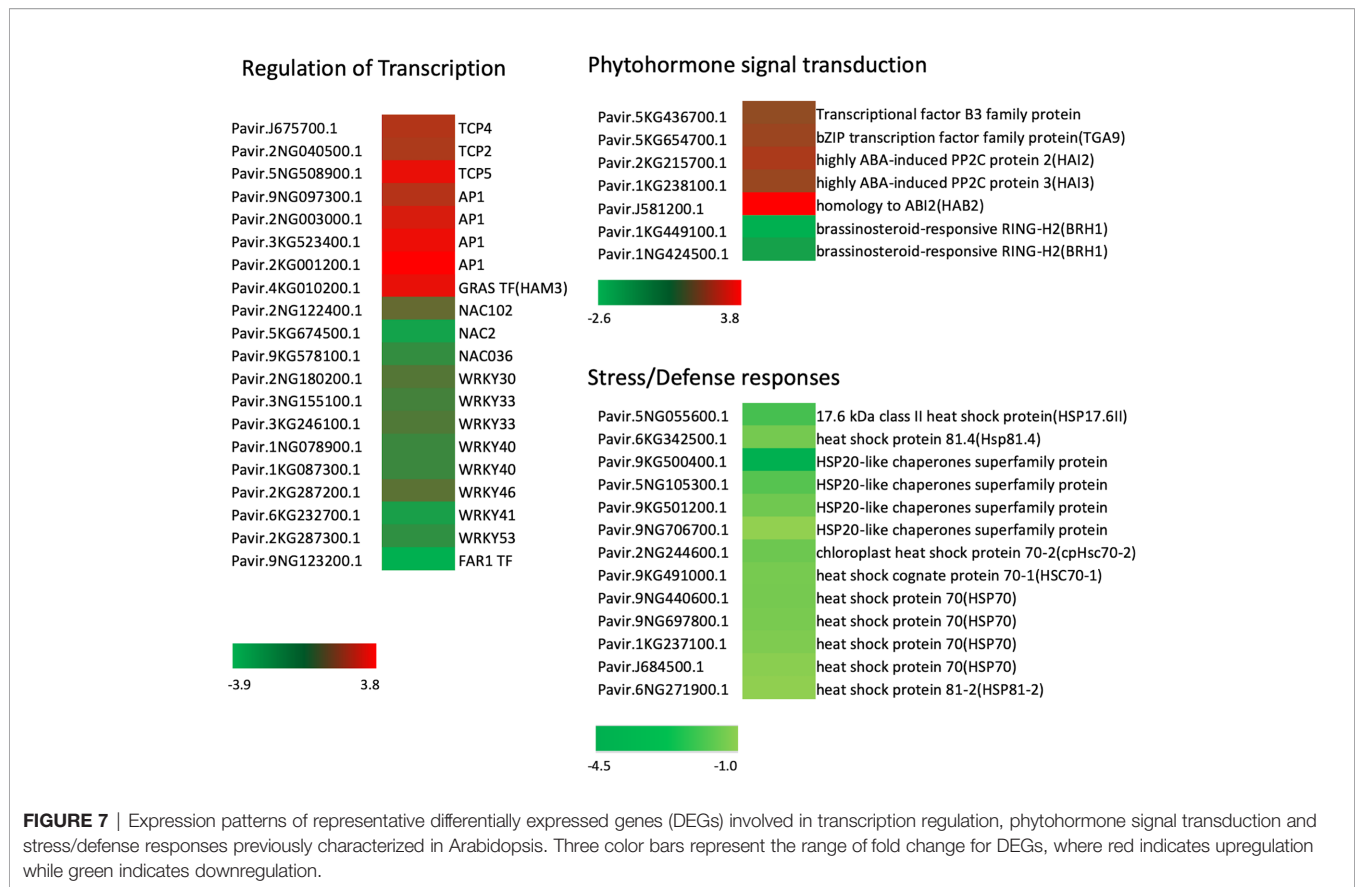 Regulation of Transcription
Pavir.J675700.1 TCP4
Pavir.2NG040500.1 TCP2
Pavir.5NG508900.1 TCP5
Pavir.9NG097300.1 AP1
Pavir.2NG003000.1 AP1
Pavir.3KG523400.1 AP1
Pavir.2KG001200.1 AP1
Pavir.4KG010200.1 GRAS TF(HAM3)
Pavir.2NG122400.1 NAC102
Pavir.5KG674500.1 NAC2
Pavir.9KG578100.1 NAC036
Pavir.2NG180200.1 WRKY30
Pavir.3NG155100.1 WRKY33
Pavir.3KG246100.1 WRKY33
Pavir.1NG078900.1 WRKY40
Pavir.1KG087300.1 WRKY40
Pavir.2KG287200.1 WRKY46
Pavir.6KG232700.1 WRKY41
Pavir.2KG287300.1 WRKY53
Pavir.9NG123200.1 FAR1 TF
-3.9 3.8
Phytohormone signal transduction
Pavir.5KG436700.1 Transcriptional factor B3 family protein
Pavir.5KG654700.1 bZIP transcription factor family protein(TGA9)
Pavir.2KG215700.1 highly ABA-induced PP2C protein 2(HAI2)
Pavir.1KG238100.1 highly ABA-induced PP2C protein 3(HAI3)
Pavir.J581200.1 homology to ABI2(HAB2)
Pavir.1KG449100.1 brassinosteroid-responsive RING-H2(BRH1)
Pavir.1NG424500.1 brassinosteroid-responsive RING-H2(BRH1)
-2.6 3.8
Stress/Defense responses
Pavir.5NG055600.1 17.6 kDa class II heat shock protein(HSP17.6II)
Pavir.6KG342500.1 heat shock protein 81.4(Hsp81.4)
Pavir.9KG500400.1 HSP20-like chaperones superfamily protein
Pavir.5NG105300.1 HSP20-like chaperones superfamily protein
Pavir.9KG501200.1 HSP20-like chaperones superfamily protein
Pavir.9NG706700.1 HSP20-like chaperones superfamily protein
Pavir.2NG244600.1 chloroplast heat shock protein 70-2(cpHsc70-2)
Pavir.9KG491000.1 heat shock cognate protein 70-1(HSC70-1)
Pavir.9NG440600.1 heat shock protein 70(HSP70)
Pavir.9NG697800.1 heat shock protein 70(HSP70)
Pavir.1KG237100.1 heat shock protein 70(HSP70)
Pavir.J684500.1 heat shock protein 70(HSP70)
Pavir.6NG271900.1 heat shock protein 81-2(HSP81-2)
-4.5 -1.0
FIGURE 7 | Expression patterns of representative differentially expressed genes (DEGs) involved in transcription regulation, phytohormone signal transduction and
stress/defense responses previously characterized in Arabidopsis. Three color bars represent the range of fold change for DEGs, where red indicates upregulation
while green indicates downregulation.